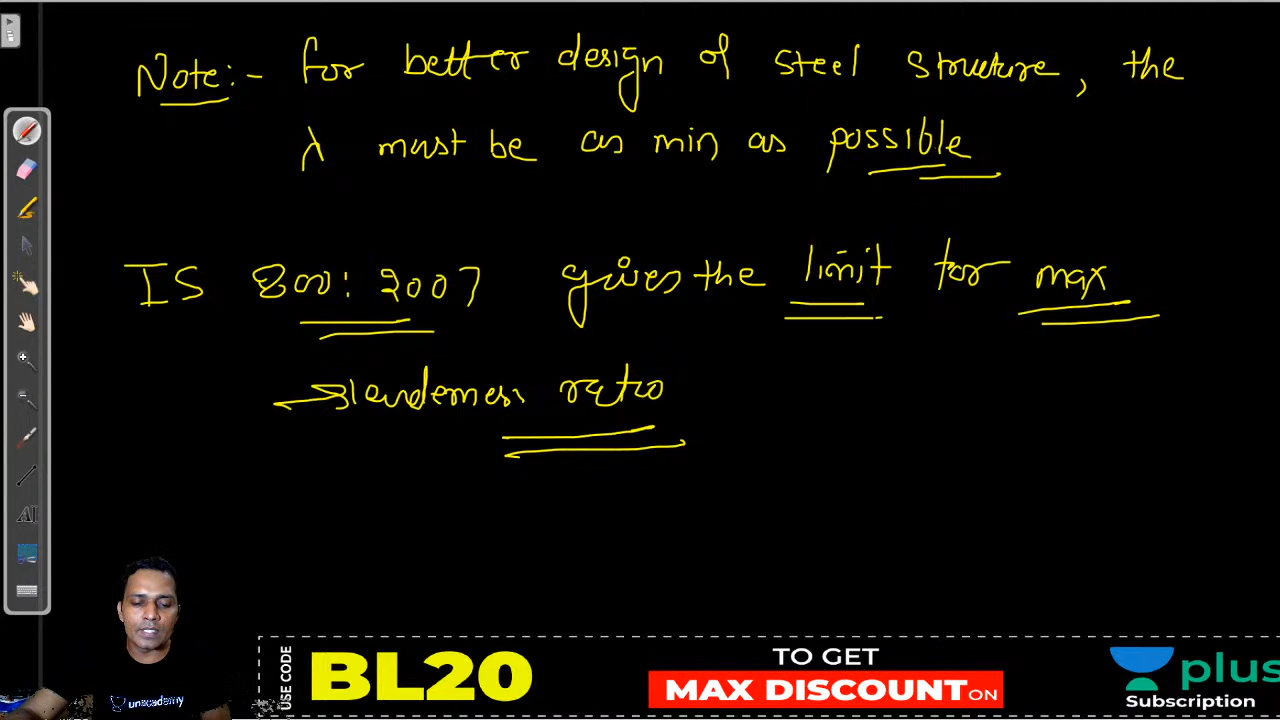 Note:- For better design of steel structure, the
λ must be as min as possible
IS 800: 2007 gives the limit for max
slenderness ratio
USE CODE
BL20
TO GET
MAX DISCOUNT ON
plus
Subscription
unacademy